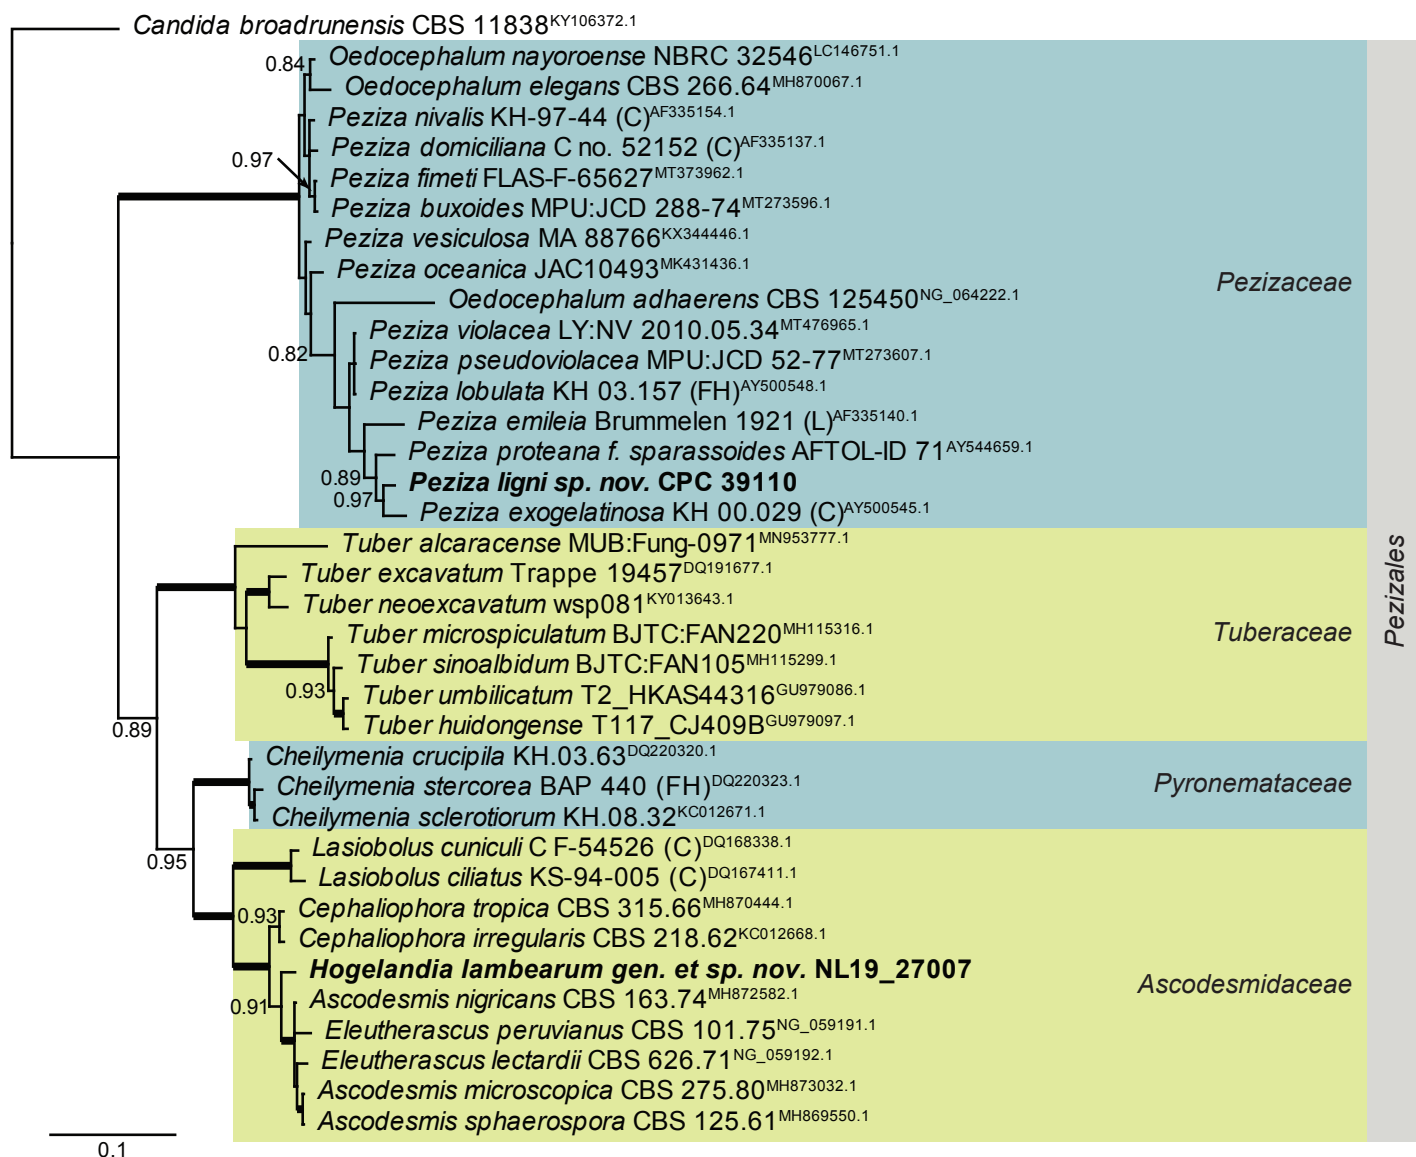 Candida broadrunensis CBS 11838KY106372.1
0.84
Oedocephalum nayoroense NBRC 32546LC146751.1
Oedocephalum elegans CBS 266.64MH870067.1
Peziza nivalis KH-97-44 (C)AF335154.1
Peziza domiciliana C no. 52152 (C)AF335137.1
0.97
Peziza fimeti FLAS-F-65627MT373962.1
Peziza buxoides MPU:JCD 288-74MT273596.1
Peziza vesiculosa MA 88766KX344446.1
Peziza oceanica JAC10493MK431436.1
Pezizaceae
Oedocephalum adhaerens CBS 125450NG_064222.1
Peziza violacea LY:NV 2010.05.34MT476965.1
0.82
Peziza pseudoviolacea MPU:JCD 52-77MT273607.1
Peziza lobulata KH 03.157 (FH)AY500548.1
Peziza emileia Brummelen 1921 (L)AF335140.1
Peziza proteana f. sparassoides AFTOL-ID 71AY544659.1
0.89
Peziza ligni sp. nov. CPC 39110
0.97
Peziza exogelatinosa KH 00.029 (C)AY500545.1
Tuber alcaracense MUB:Fung-0971MN953777.1
Tuber excavatum Trappe 19457DQ191677.1
Pezizales
Tuber neoexcavatum wsp081KY013643.1
Tuber microspiculatum BJTC:FAN220MH115316.1
Tuberaceae
Tuber sinoalbidum BJTC:FAN105MH115299.1
0.93
Tuber umbilicatum T2_HKAS44316GU979086.1
Tuber huidongense T117_CJ409BGU979097.1
0.89
Cheilymenia crucipila KH.03.63DQ220320.1
Cheilymenia stercorea BAP 440 (FH)DQ220323.1
Pyronemataceae
Cheilymenia sclerotiorum KH.08.32KC012671.1
Lasiobolus cuniculi C F-54526 (C)DQ168338.1
0.95
Lasiobolus ciliatus KS-94-005 (C)DQ167411.1
Cephaliophora tropica CBS 315.66MH870444.1
0.93
Cephaliophora irregularis CBS 218.62KC012668.1
Hogelandia lambearum gen. et sp. nov. NL19_27007
Ascodesmidaceae
Ascodesmis nigricans CBS 163.74MH872582.1
0.91
Eleutherascus peruvianus CBS 101.75NG_059191.1
Eleutherascus lectardii CBS 626.71NG_059192.1
Ascodesmis microscopica CBS 275.80MH873032.1
Ascodesmis sphaerospora CBS 125.61MH869550.1
0.1